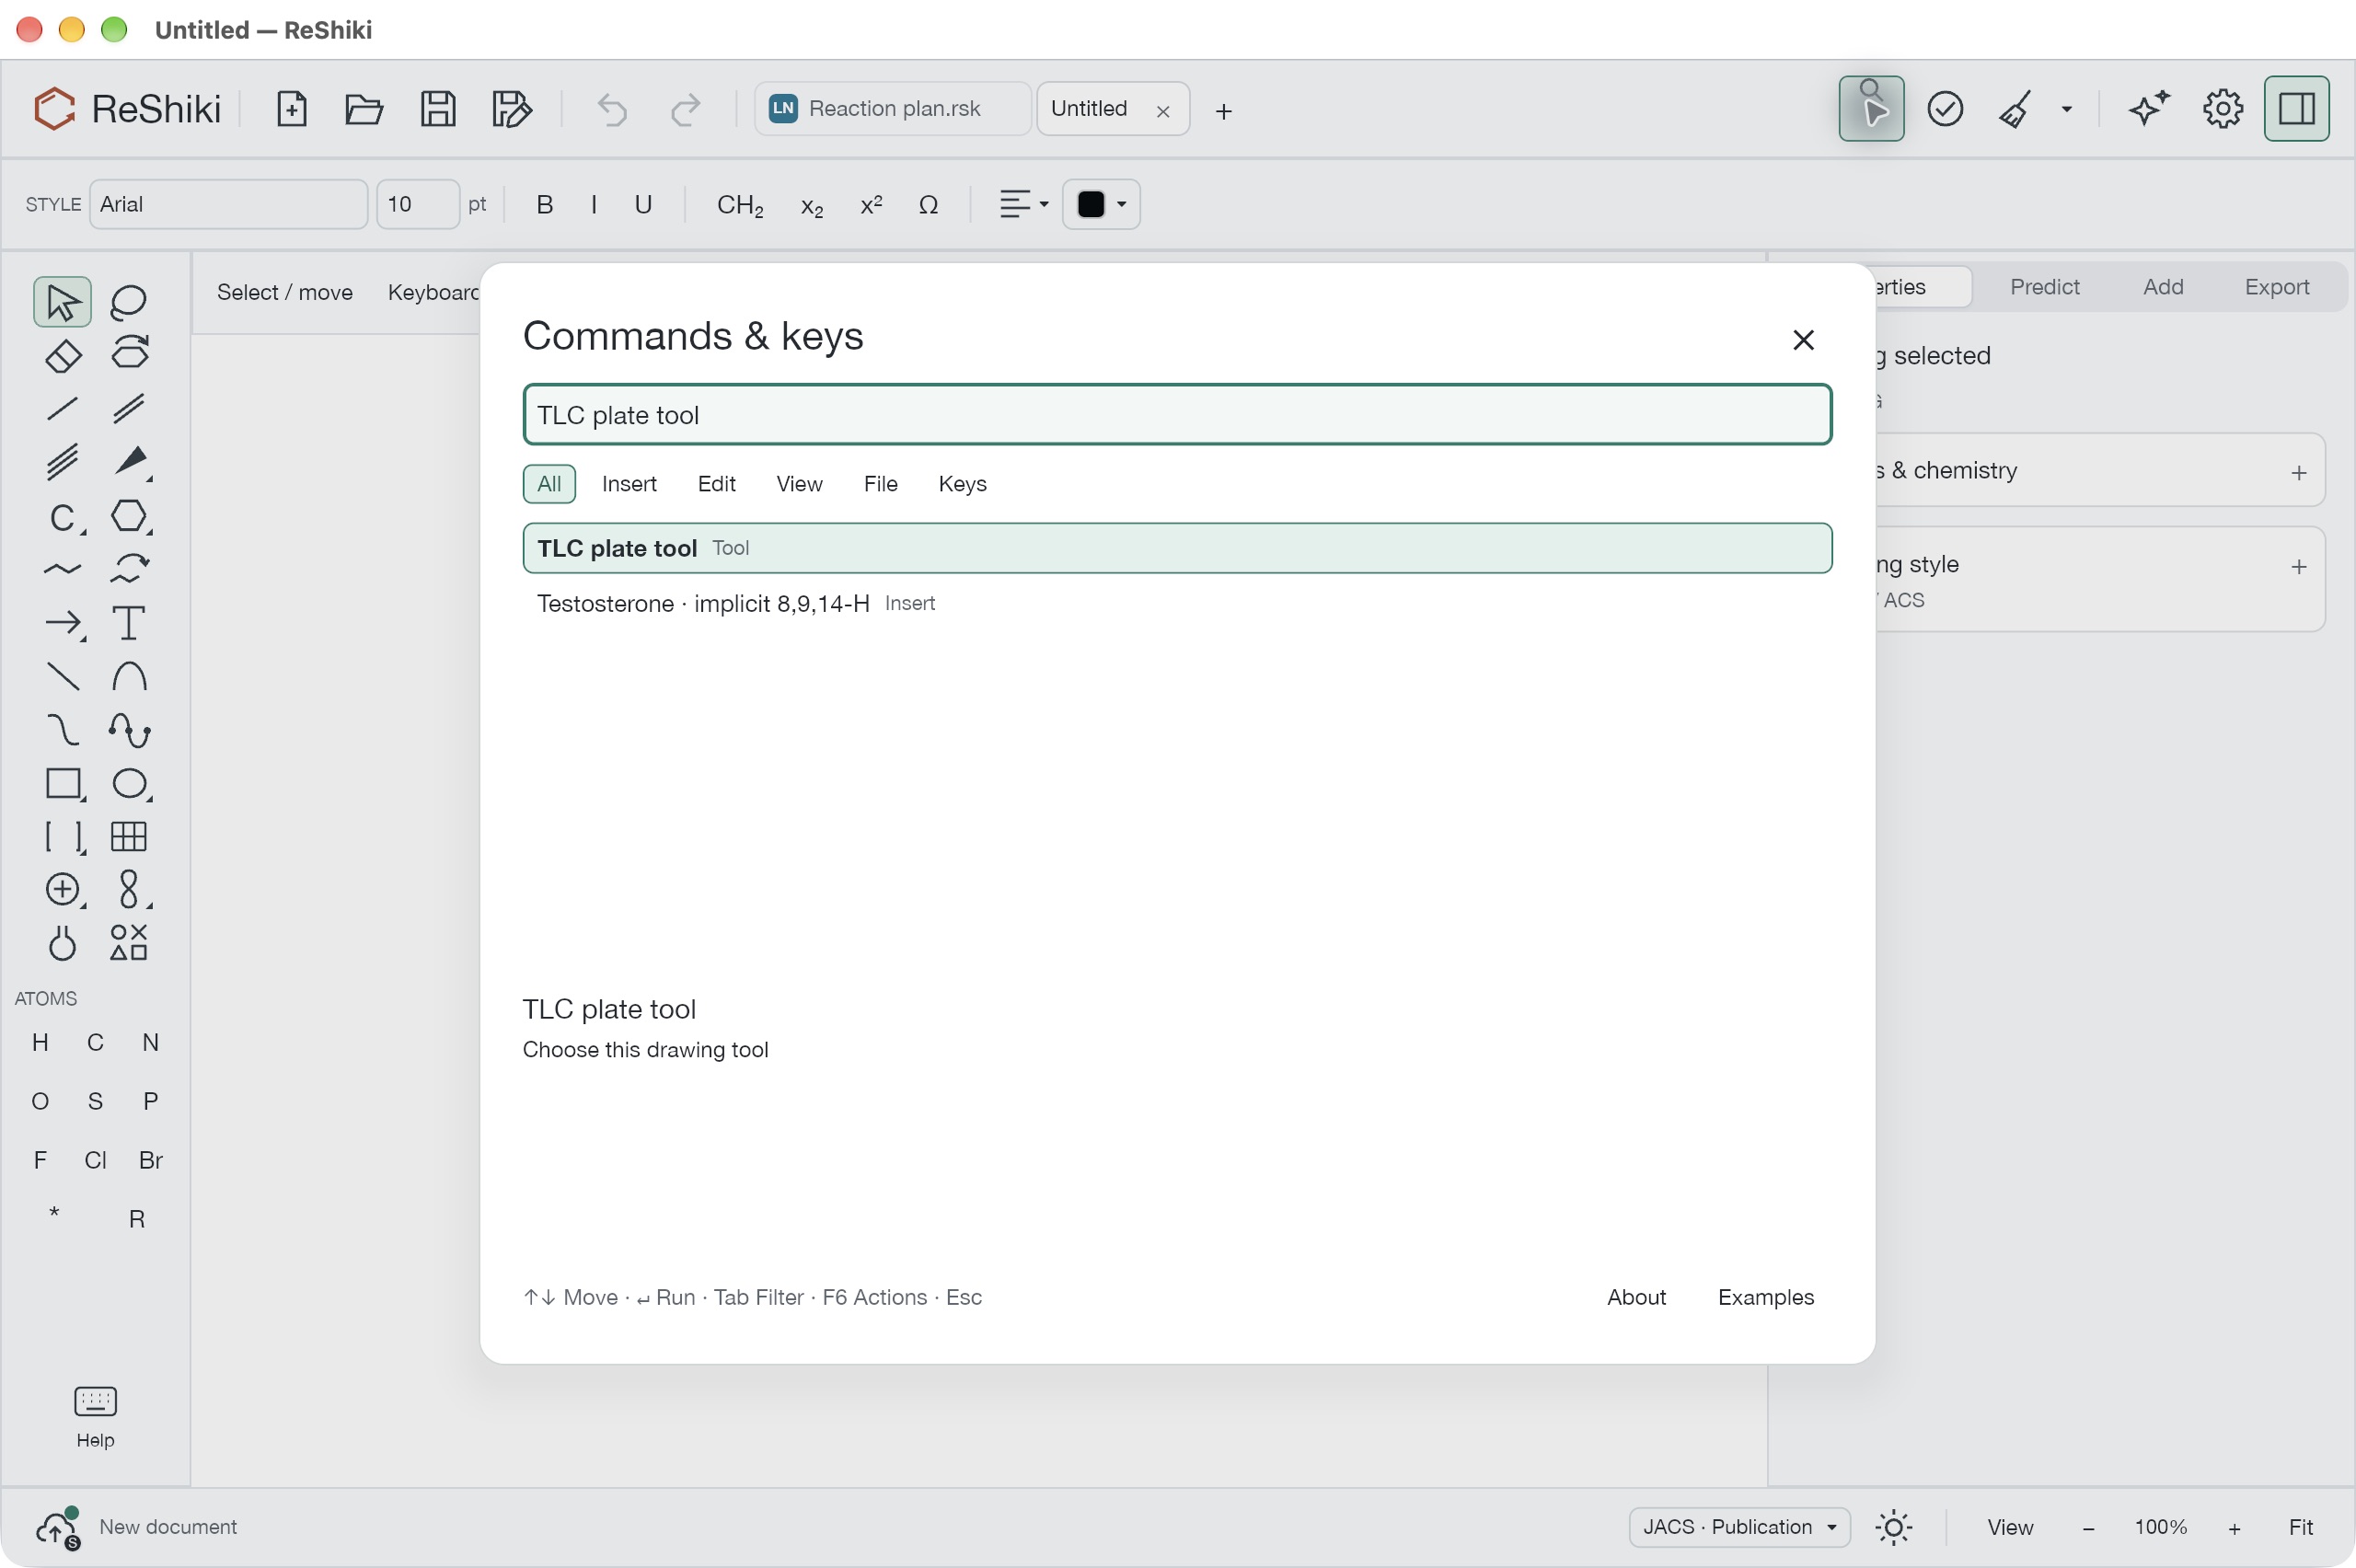 Untitled — ReShiki
ReShiki
LN Reaction plan.rsk
Untitled
STYLE Arial 10 pt B I U CH₂ x₂ x² Ω
Select / move
Commands & keys
TLC plate tool
All Insert Edit View File Keys
TLC plate tool Tool
Testosterone · implicit 8,9,14-H Insert
TLC plate tool
Choose this drawing tool
↑↓ Move · ↵ Run · Tab Filter · F6 Actions · Esc
About Examples
Predict Add Export
selected
& chemistry +
style +
ACS
C
T
[ ]
ATOMS
H C N
O S P
F Cl Br
* R
Help
S New document
JACS · Publication
View – 100% + Fit